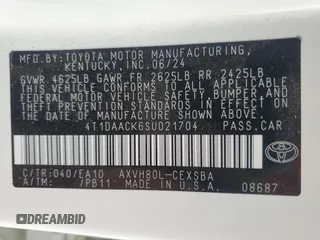 MFD.BY:TOYOTA MOTOR MANUFACTURING,
KENTUCKY, INC. 06/24
GVWR 4625LB GAWR FR 2625LB RR 2425LB
THIS VEHICLE CONFORMS TO ALL APPLICABLE
FEDERAL MOTOR VEHICLE SAFETY, BUMPER, AND
THEFT PREVENTION STANDARDS IN EFFECT ON
THE DATE OF MANUFACTURE SHOWN ABOVE.
4T1DAACK6SU021704 PASS.CAR
C/TR:040/EA10 AXVH80L-CEXSBA
A/TM: /PB11 MADE IN U.S.A.
TOYOTA
08687